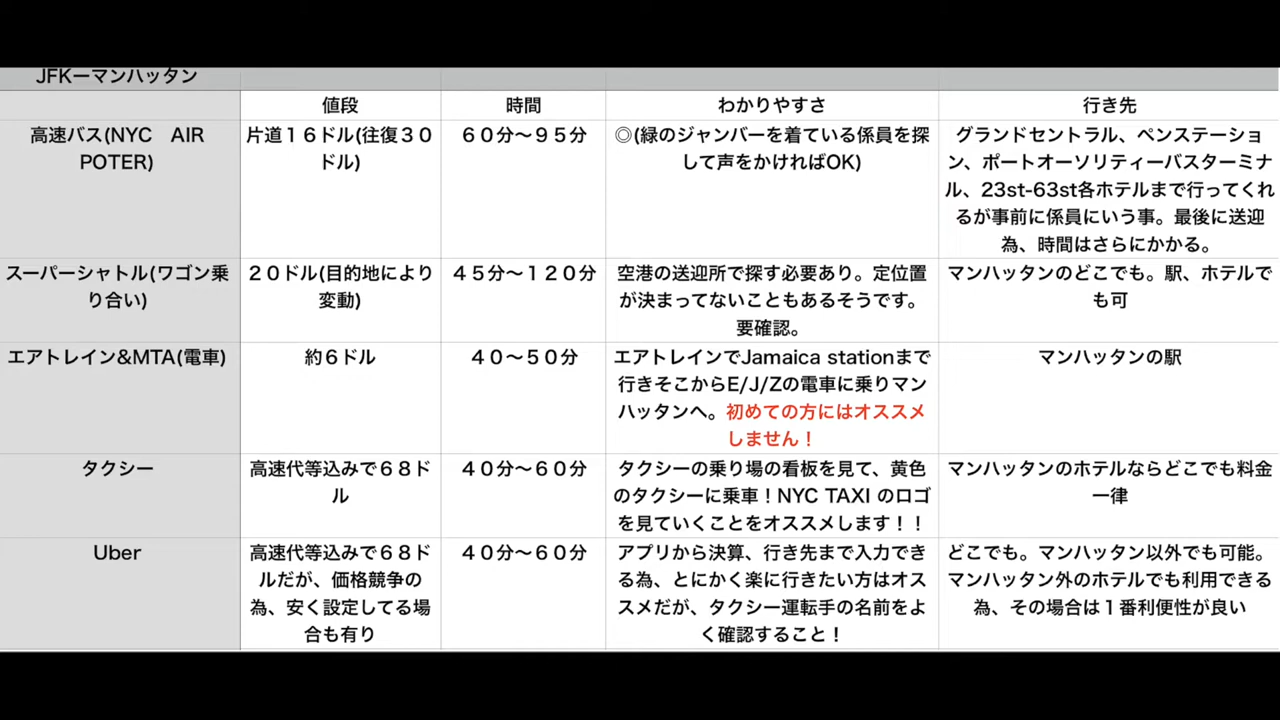 JFKーマンハッタン
値段 時間 わかりやすさ 行き先
高速バス(NYC　AIR
POTER)
片道１６ドル(往復３０
ドル)
６０分〜９５分
◎(緑のジャンバーを着ている係員を探
して声をかければOK)
グランドセントラル、ペンステーショ
ン、ポートオーソリティーバスターミナ
ル、23st-63st各ホテルまで行ってくれ
るが事前に係員にいう事。最後に送迎
為、時間はさらにかかる。
スーパーシャトル(ワゴン乗
り合い)
２０ドル(目的地により
変動)
４５分〜１２０分
空港の送迎所で探す必要あり。定位置
が決まってないこともあるそうです。
要確認。
マンハッタンのどこでも。駅、ホテルで
も可
エアトレイン&MTA(電車)
約６ドル
４０〜５０分
エアトレインでJamaica stationまで
行きそこからE/J/Zの電車に乗りマン
ハッタンへ。初めての方にはオススメ
しません！
マンハッタンの駅
タクシー
高速代等込みで６８ド
ル
４０分〜６０分
タクシーの乗り場の看板を見て、黄色
のタクシーに乗車！NYC TAXI のロゴ
を見ていくことをオススメします！！
マンハッタンのホテルならどこでも料金
一律
Uber
高速代等込みで６８ド
ルだが、価格競争の
為、安く設定してる場
合も有り
４０分〜６０分
アプリから決算、行き先まで入力でき
る為、とにかく楽に行きたい方はオス
スメだが、タクシー運転手の名前をよ
く確認すること！
どこでも。マンハッタン以外でも可能。
マンハッタン外のホテルでも利用できる
為、その場合は１番利便性が良い